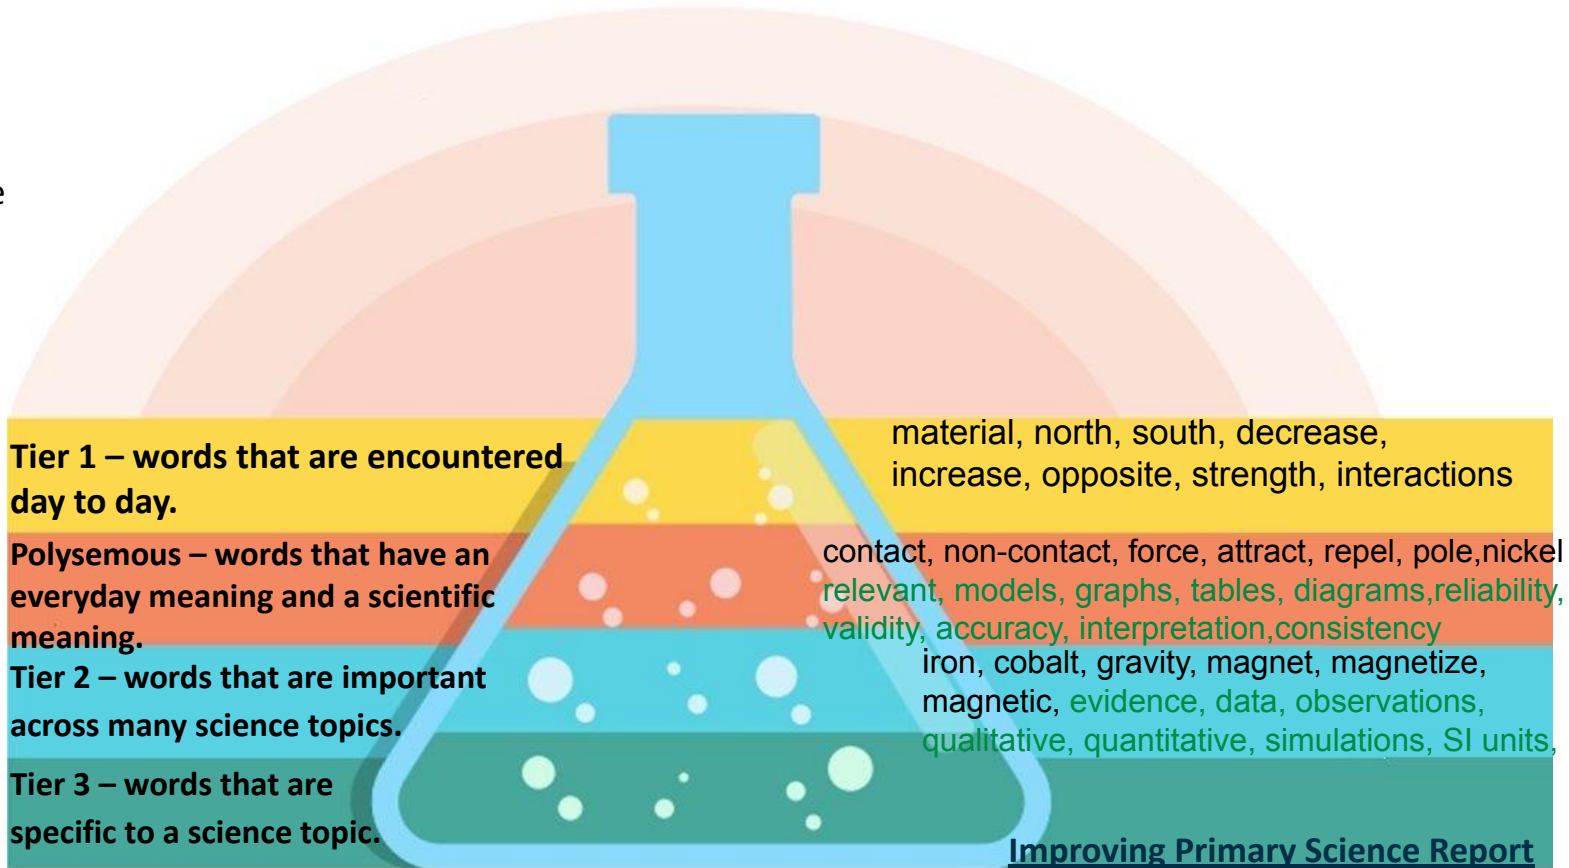 e
Tier 1 – words that are encountered
day to day.
material, north, south, decrease,
increase, opposite, strength, interactions
Polysemous – words that have an
everyday meaning and a scientific
meaning.
contact, non-contact, force, attract, repel, pole,nickel
relevant, models, graphs, tables, diagrams,reliability,
validity, accuracy, interpretation,consistency
Tier 2 – words that are important
across many science topics.
iron, cobalt, gravity, magnet, magnetize,
magnetic, evidence, data, observations,
qualitative, quantitative, simulations, SI units,
Tier 3 – words that are
specific to a science topic.
Improving Primary Science Report